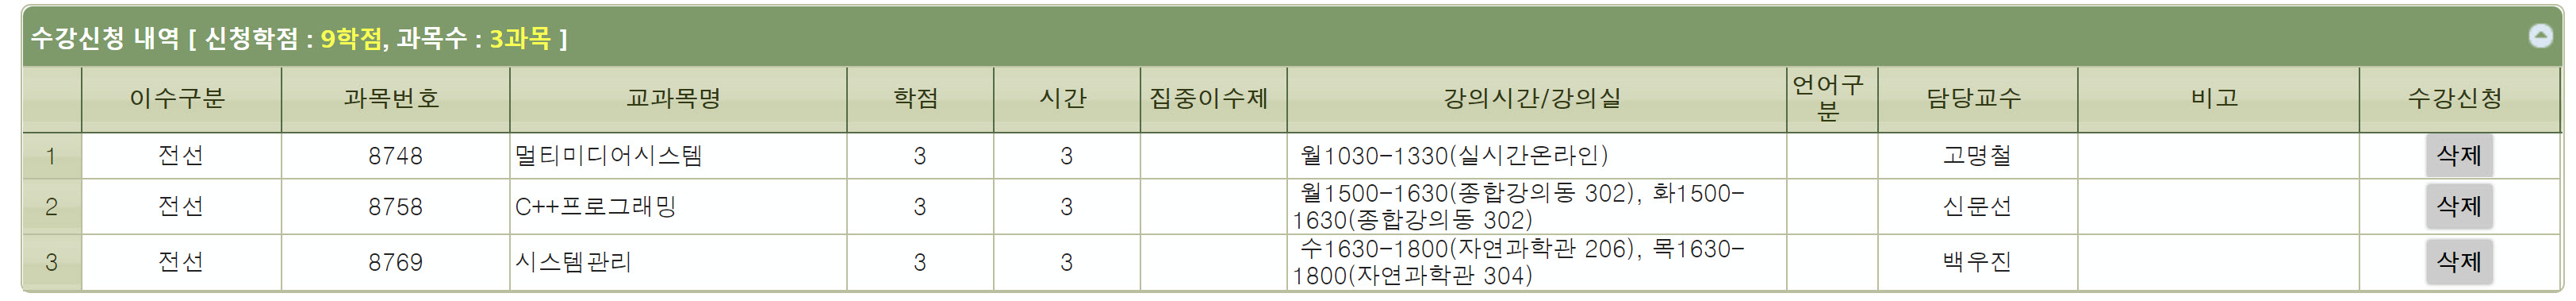 수강신청 내역 [ 신청학점 : 9학점, 과목수 : 3과목 ]
이수구분 과목번호 교과목명 학점 시간 집중이수제 강의시간/강의실 언어구분 담당교수 비고 수강신청
1 전선 8748 멀티미디어시스템 3 3 월1030-1330(실시간온라인) 고명철 삭제
2 전선 8758 C++프로그래밍 3 3 월1500-1630(종합강의동 302), 화1500-
1630(종합강의동 302) 신문선 삭제
3 전선 8769 시스템관리 3 3 수1630-1800(자연과학관 206), 목1630-
1800(자연과학관 304) 백우진 삭제